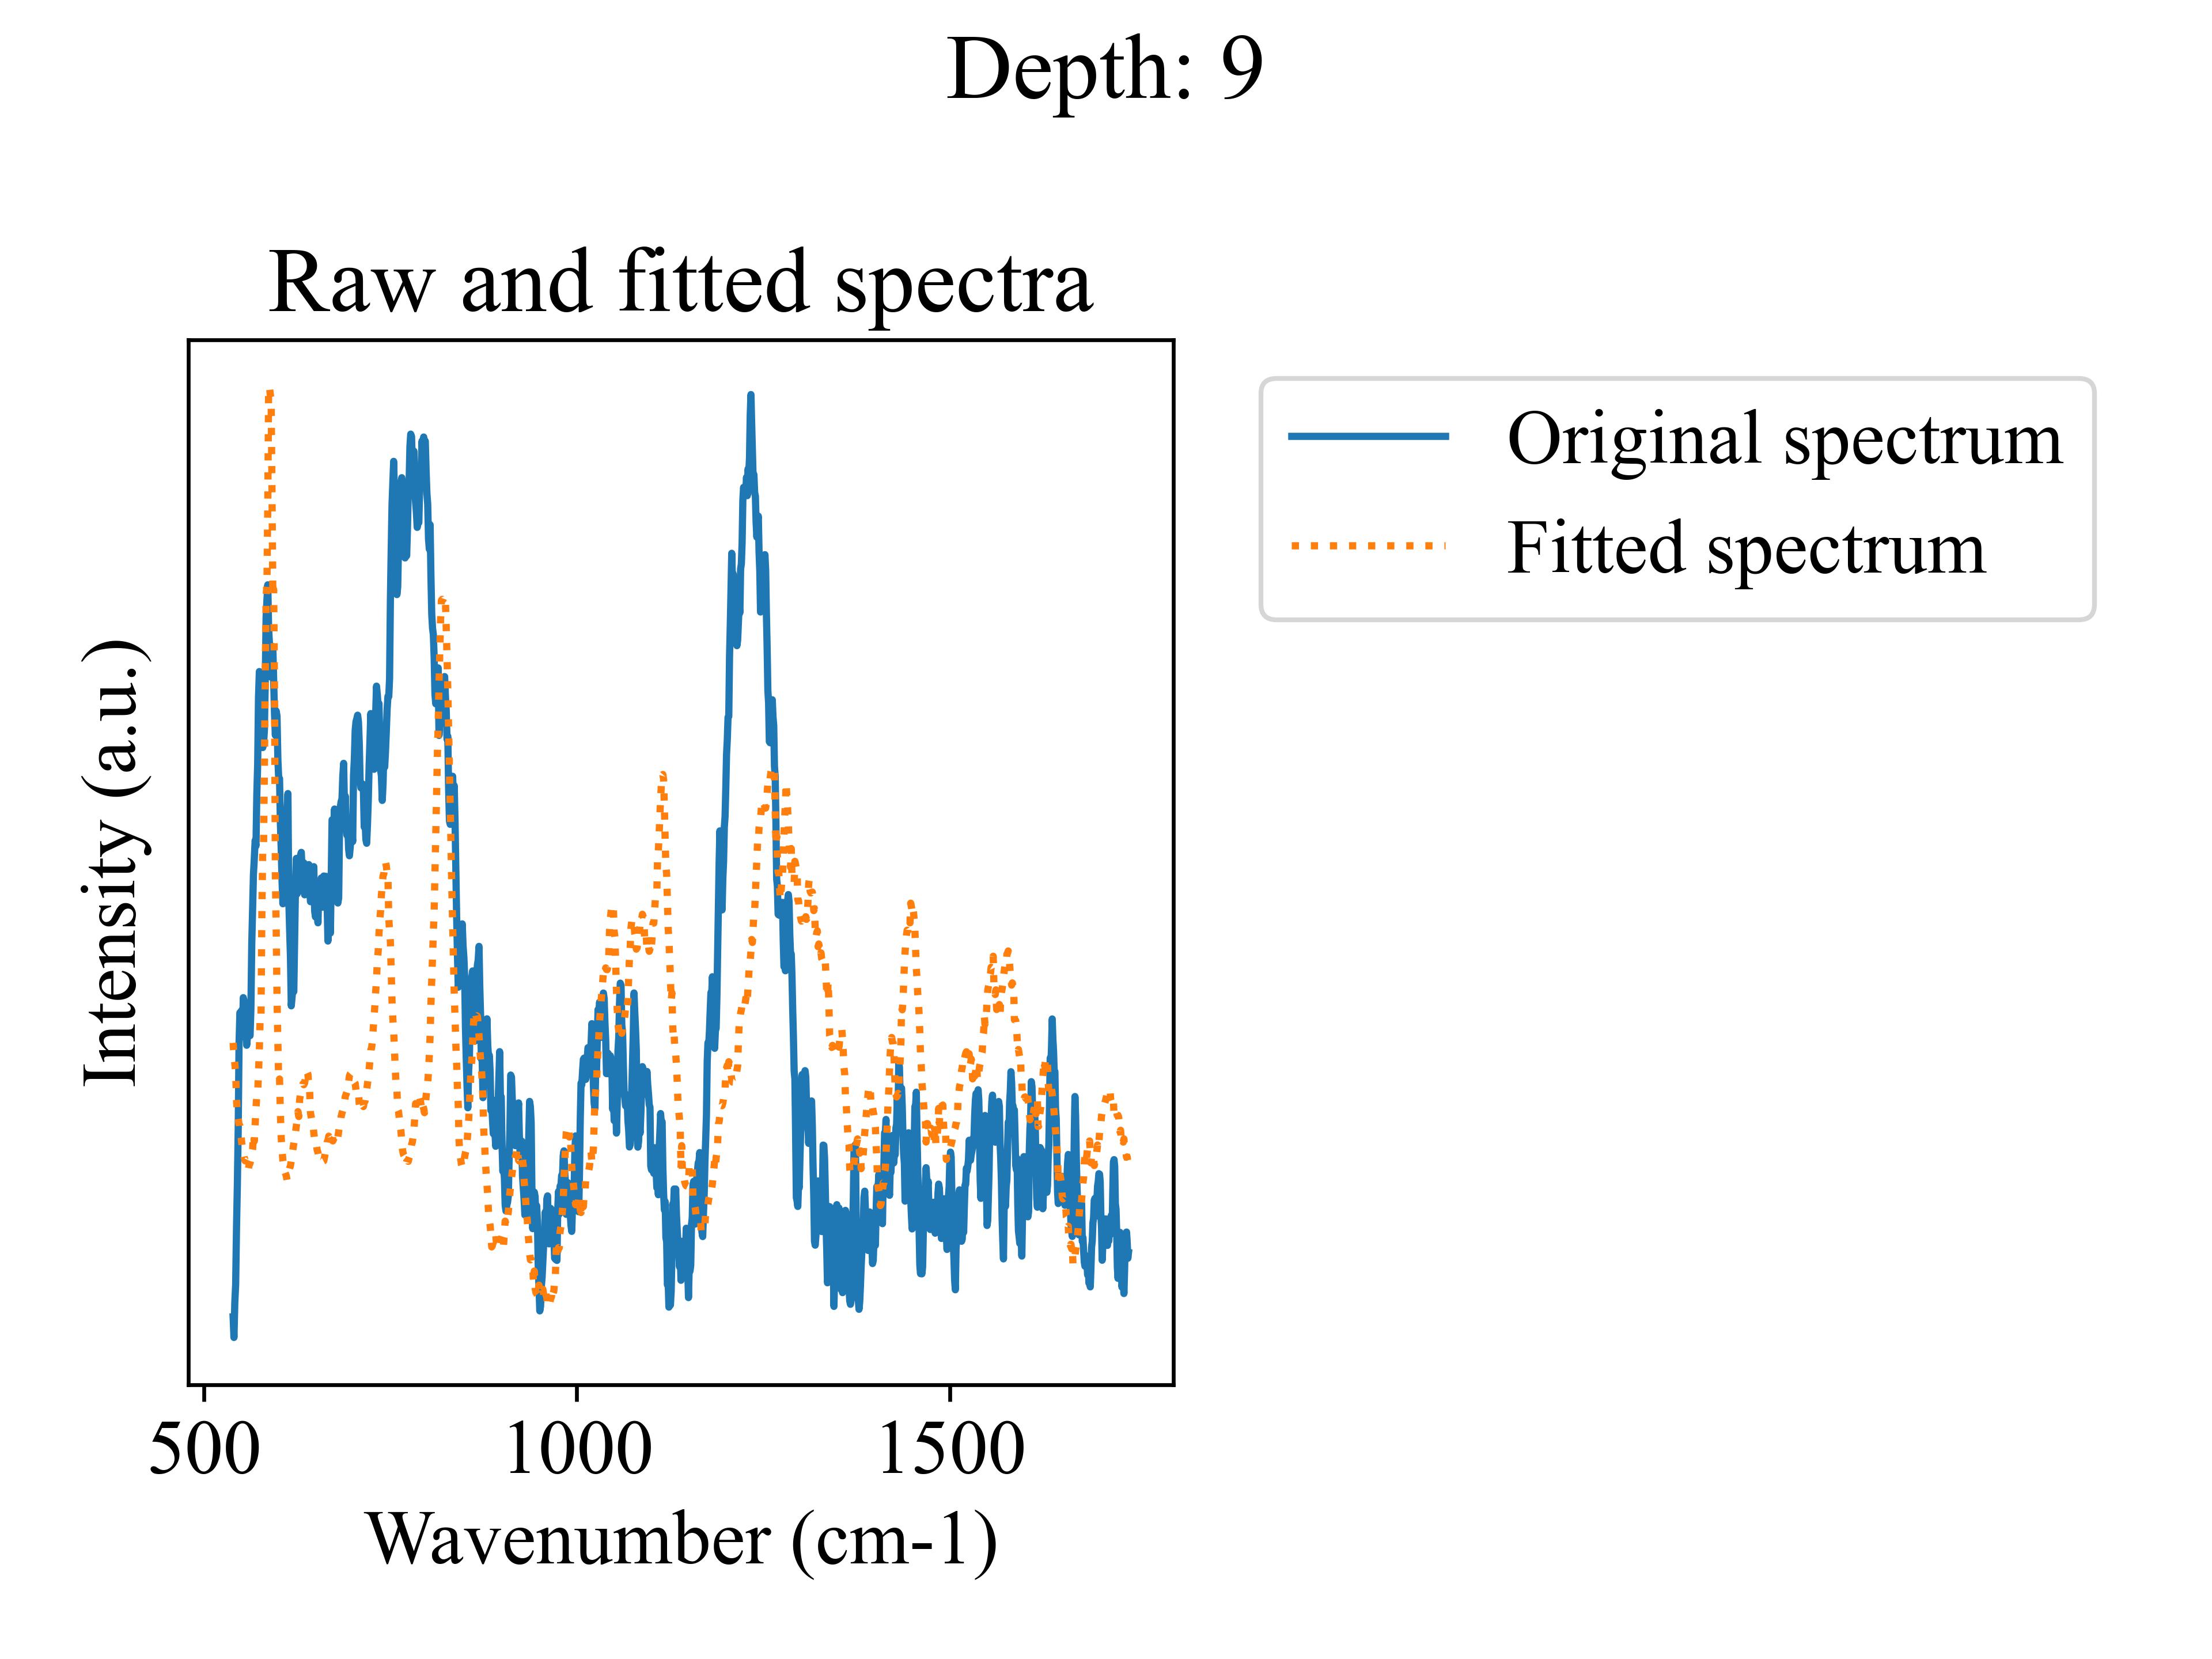 Depth: 9
Raw and fitted spectra
Original spectrum
Fitted spectrum
Intensity (a.u.)
500 1000 1500
Wavenumber (cm-1)